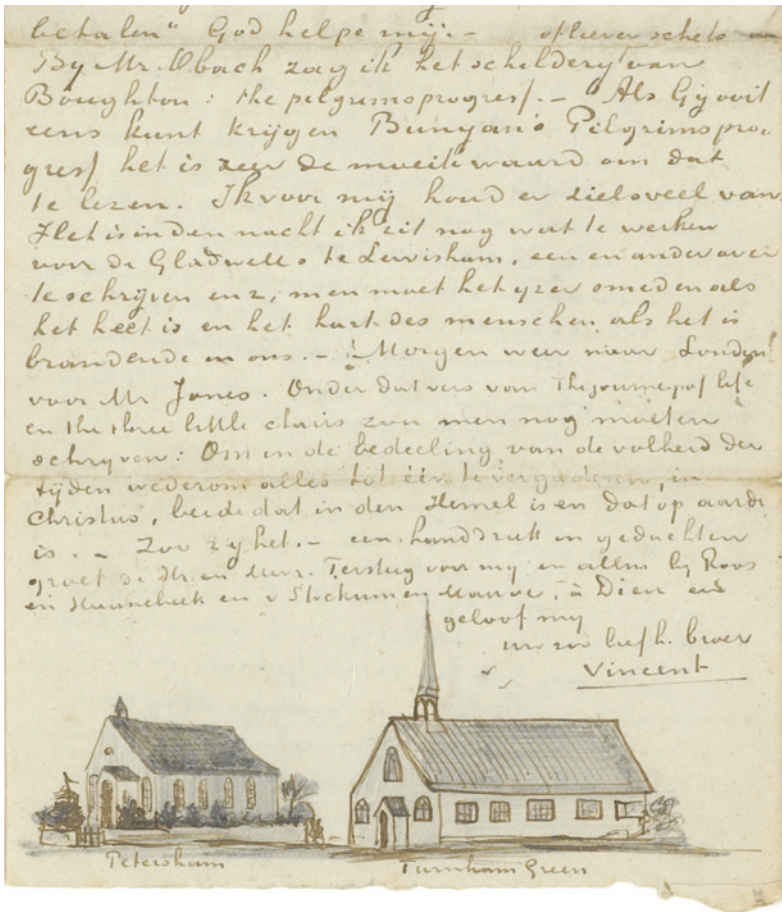 betalen" God helpe mij.- of liever schets
By Mr. Obach zag ik het schildery van
Boughton: the pilgrimsprogress.- Als Gij ooit
eens kunt krijgen Bunyan's Pilgrimspro-
gress het is zeer de moeite waard om dat
te lezen. Ik voor mij houd er zielsveel van.
Het is in den nacht ik zit nog wat te werken
voor de Gladwells te Lewisham, een en ander over
te schrijven enz, men moet het yzer smeden als
het heet is en het hart des menschen als het is
brandende in ons.- Morgen weer naar Londen
voor Mr Jones. Onder dat vers van The journey of life
en the three little chairs zou men nog moeten
schryven: Om in de bedeeling van de volheid der
tijden wederom alles tot één te vergaderen, in
Christus, beide dat in den Hemel is en dat op aarde
is.- Zoo zy het.- een handdruk in gedachten
groet de Hr. en Mevr. Tersteeg voor my en allen by Roos
en Haanebeek en v Stockum en Mauve, à Dieu en
geloof my
uw zoo liefh. broer
Vincent
Petersham
Turnham Green